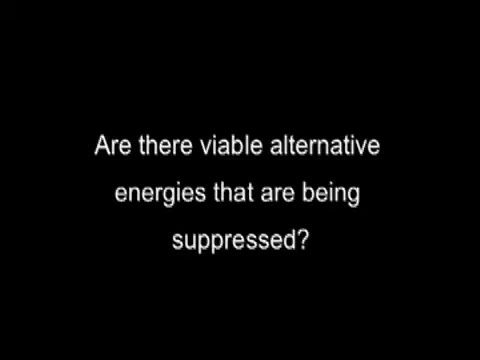 Are there viable alternative
energies that are being
suppressed?